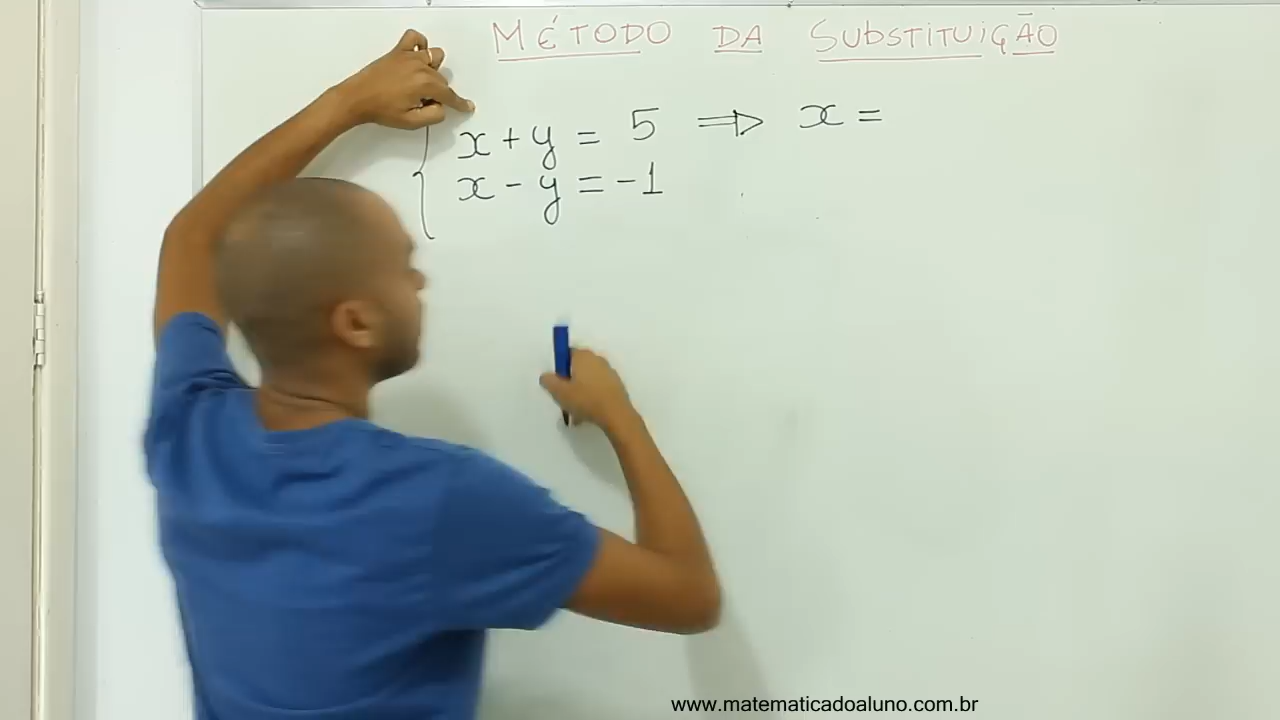 MÉTODO DA SUBSTITUIÇÃO
x + y = 5 ⇒ x =
x - y = -1
www.matematicadoaluno.com.br